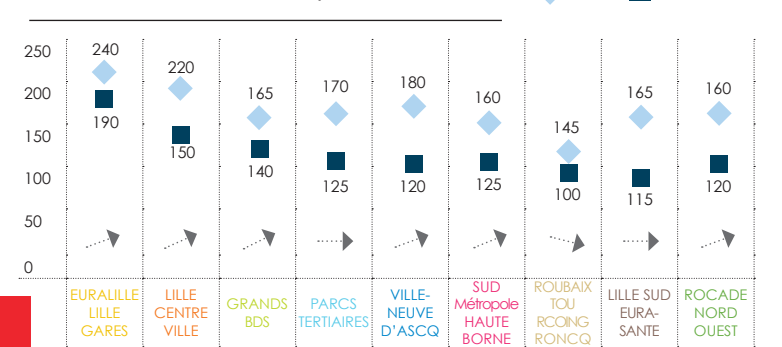 250
200
150
100
50
0
240
190
220
150
165
140
170
125
180
120
160
125
145
100
165
115
160
120
EURALILLE
LILLE
GARES
LILLE
CENTRE
VILLE
GRANDS
BDS
PARCS
TERTIAIRES
VILLE-
NEUVE
D'ASCQ
SUD
Métropole
HAUTE
BORNE
ROUBAIX
TOU
RCOING
RONCQ
LILLE SUD
EURA-
SANTE
ROCADE
NORD
OUEST